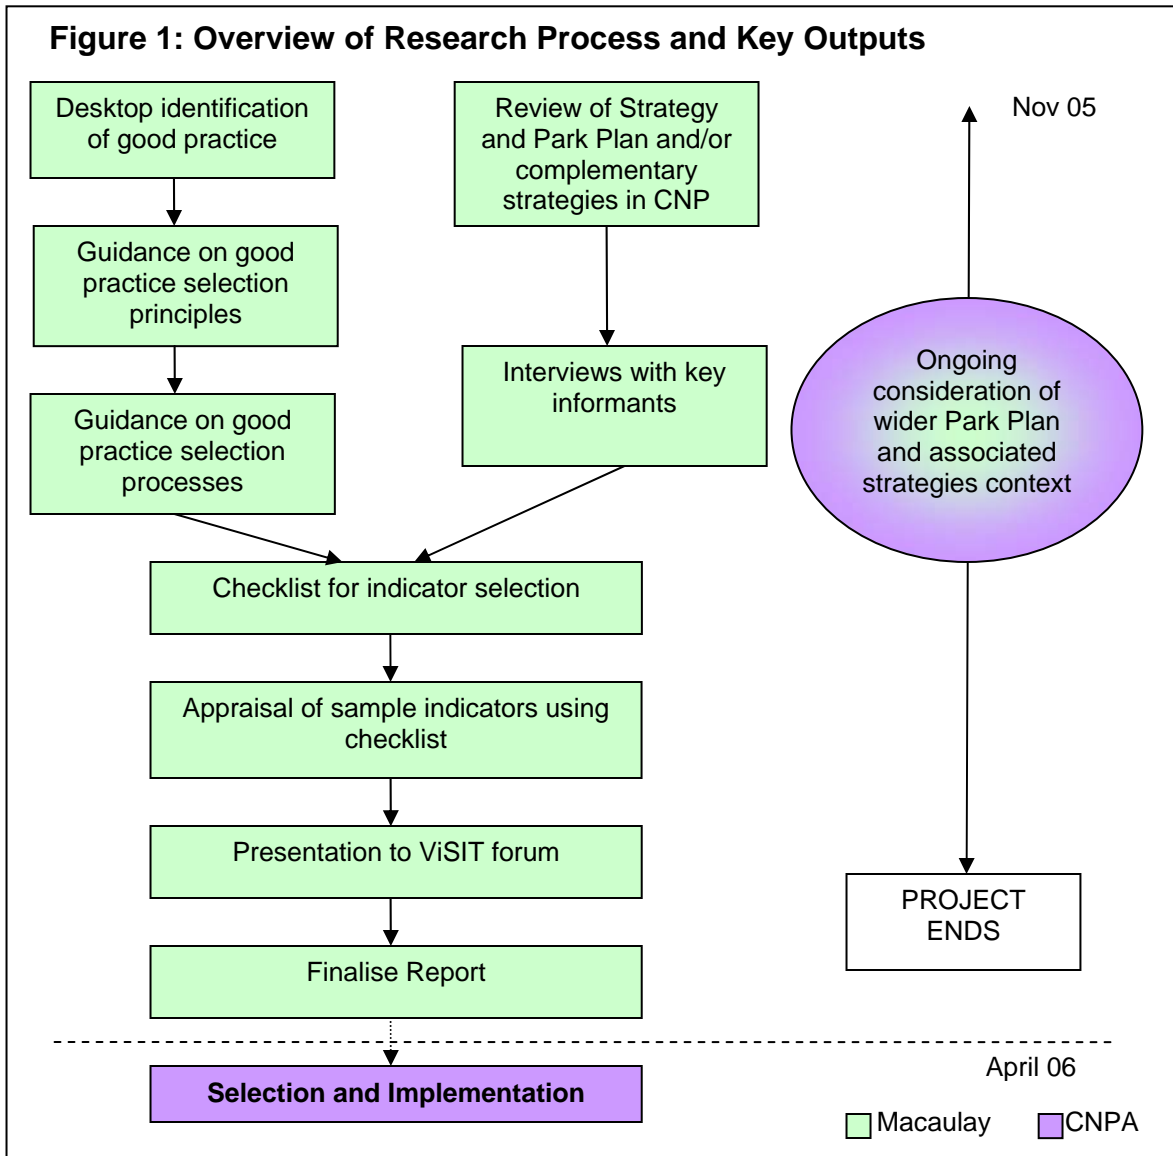 Figure 1: Overview of Research Process and Key Outputs
Desktop identification
of good practice
Guidance on good
practice selection
principles
Guidance on good
practice selection
processes
Review of Strategy
and Park Plan and/or
complementary
strategies in CNP
Interviews with key
informants
Checklist for indicator selection
Appraisal of sample indicators using
checklist
Presentation to ViSIT forum
Finalise Report
Selection and Implementation
Nov 05
Ongoing
consideration of
wider Park Plan
and associated
strategies context
PROJECT
ENDS
April 06
Macaulay
CNPA